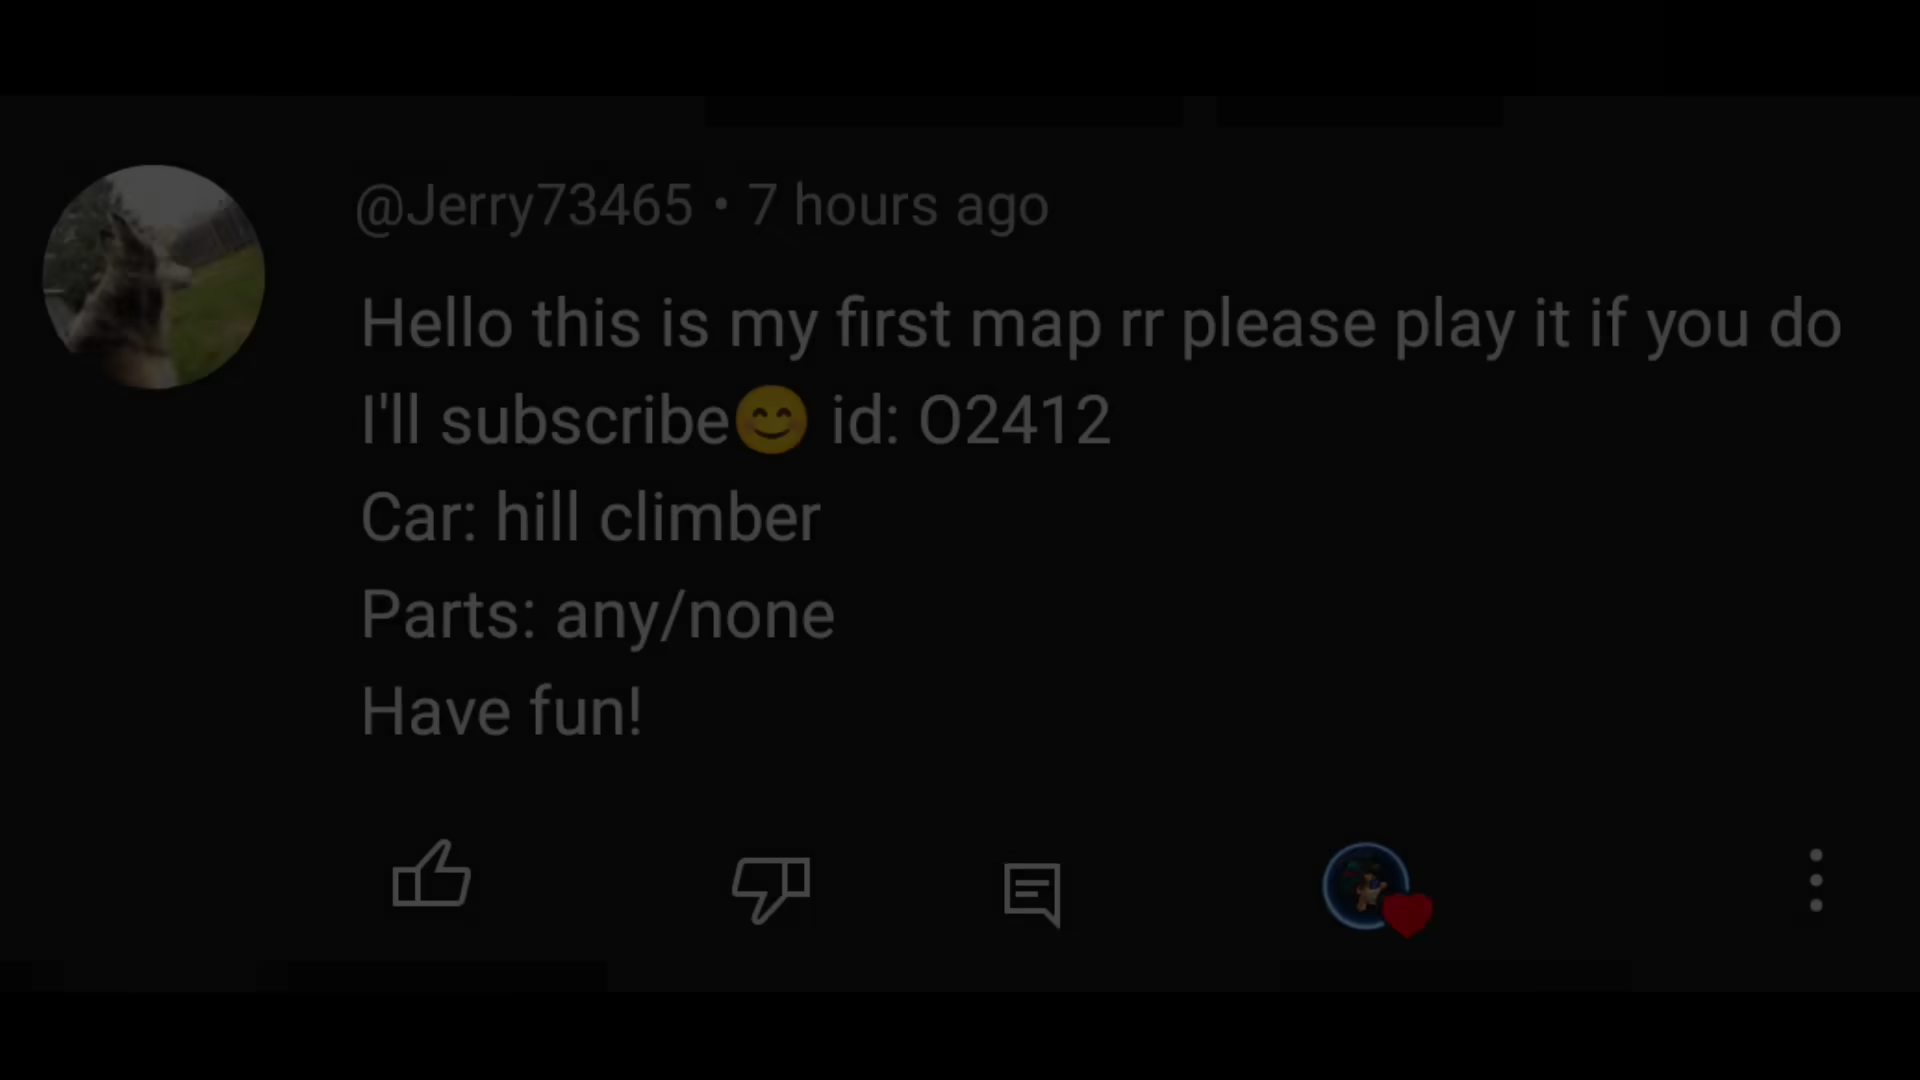 @Jerry73465 • 7 hours ago
Hello this is my first map rr please play it if you do
I'll subscribe😊 id: O2412
Car: hill climber
Parts: any/none
Have fun!